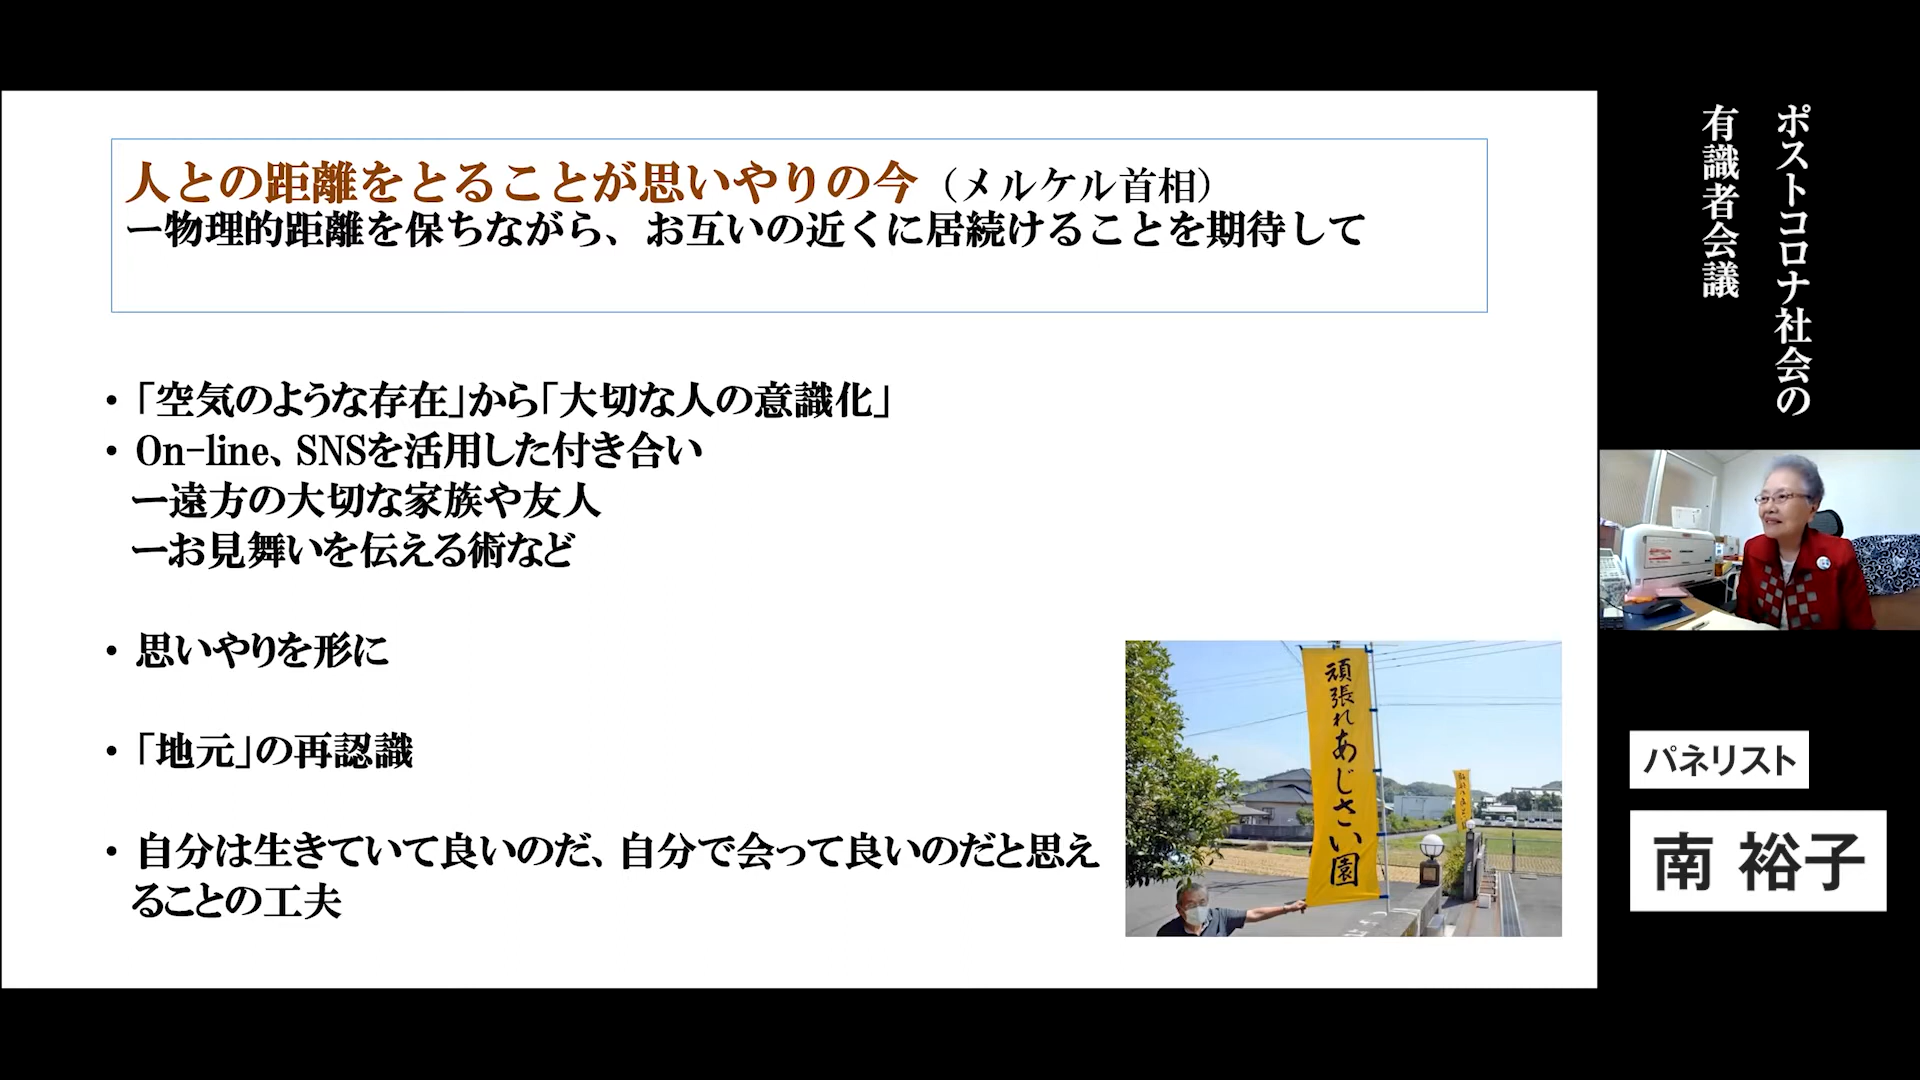 人との距離をとることが思いやりの今（メルケル首相）
ー物理的距離を保ちながら、お互いの近くに居続けることを期待して
・「空気のような存在」から「大切な人の意識化」
・On-line、SNSを活用した付き合い
ー遠方の大切な家族や友人
ーお見舞いを伝える術など
・思いやりを形に
・「地元」の再認識
・自分は生きていて良いのだ、自分で会って良いのだと思え
ることの工夫
頑張れあじさい園
ポストコロナ社会の
有識者会議
パネリスト
南 裕子